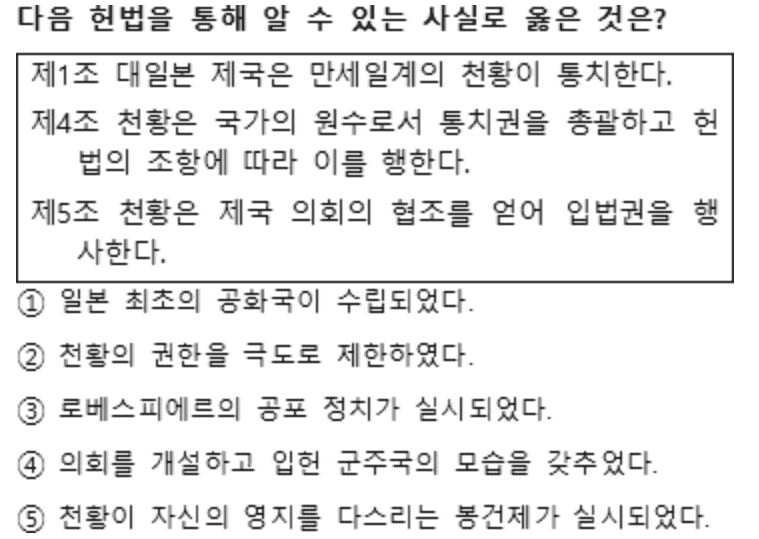 다음 헌법을 통해 알 수 있는 사실로 옳은 것은?
제1조 대일본 제국은 만세일계의 천황이 통치한다.
제4조 천황은 국가의 원수로서 통치권을 총괄하고 헌
법의 조항에 따라 이를 행한다.
제5조 천황은 제국 의회의 협조를 얻어 입법권을 행
사한다.
① 일본 최초의 공화국이 수립되었다.
② 천황의 권한을 극도로 제한하였다.
③ 로베스피에르의 공포 정치가 실시되었다.
④ 의회를 개설하고 입헌 군주국의 모습을 갖추었다.
⑤ 천황이 자신의 영지를 다스리는 봉건제가 실시되었다.